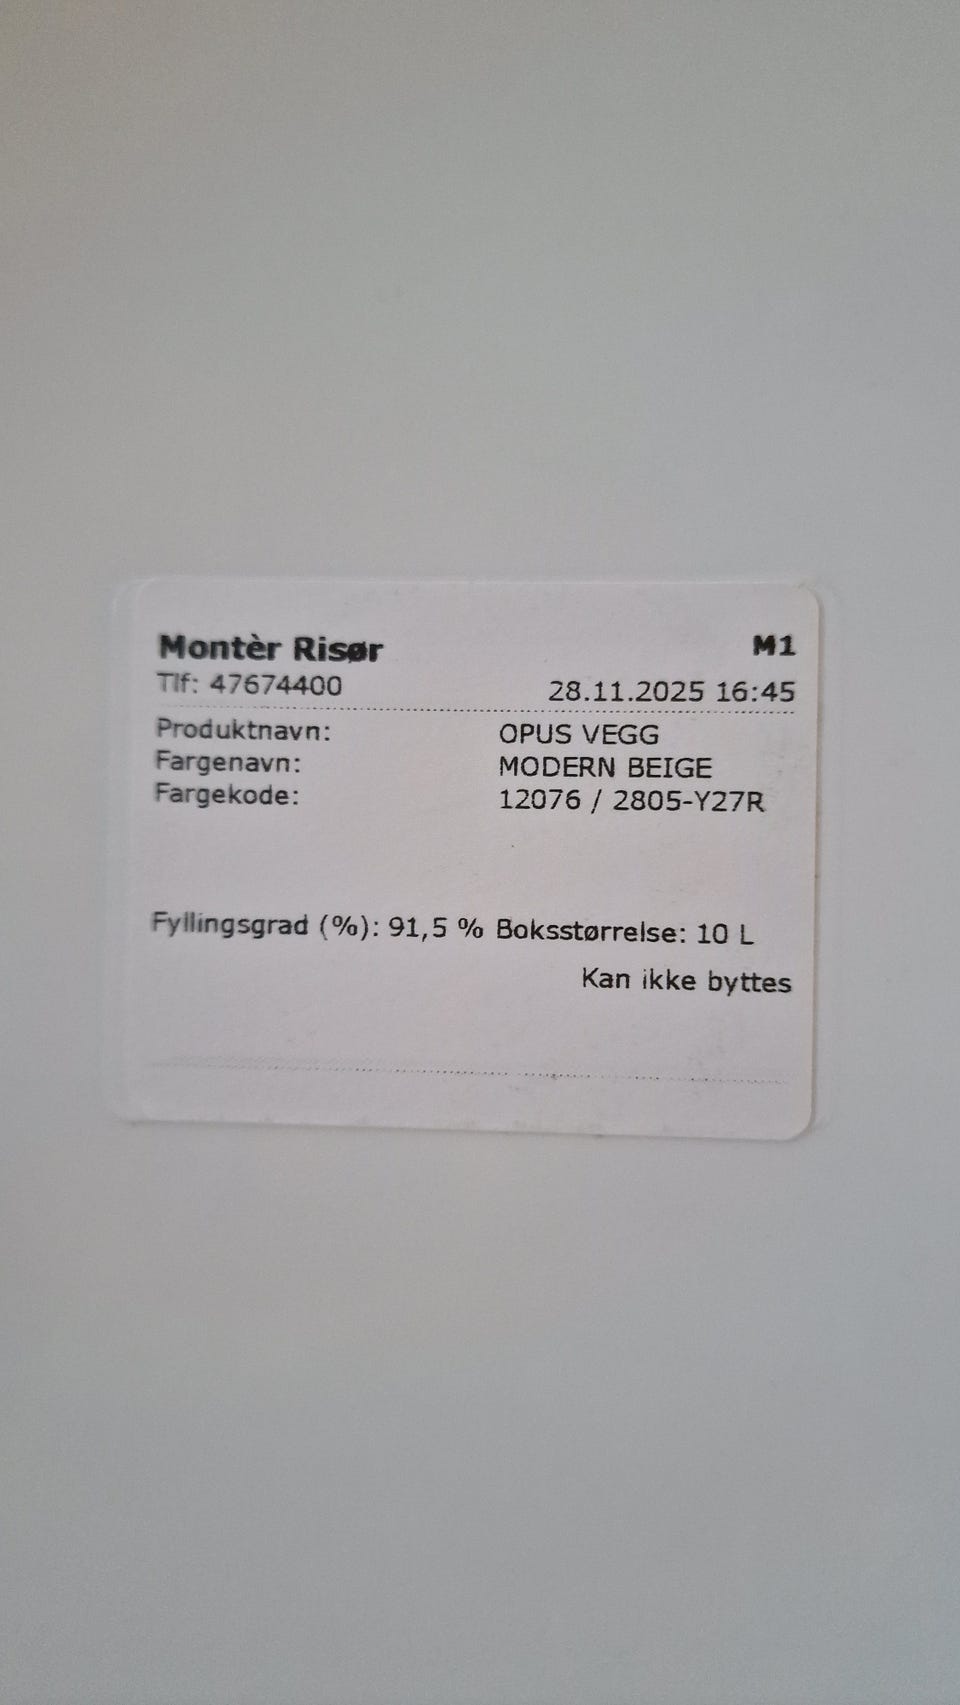 Montèr Risør M1
Tlf: 47674400 28.11.2025 16:45
Produktnavn: OPUS VEGG
Fargenavn: MODERN BEIGE
Fargekode: 12076 / 2805-Y27R
Fyllingsgrad (%): 91,5 % Boksstørrelse: 10 L
Kan ikke byttes